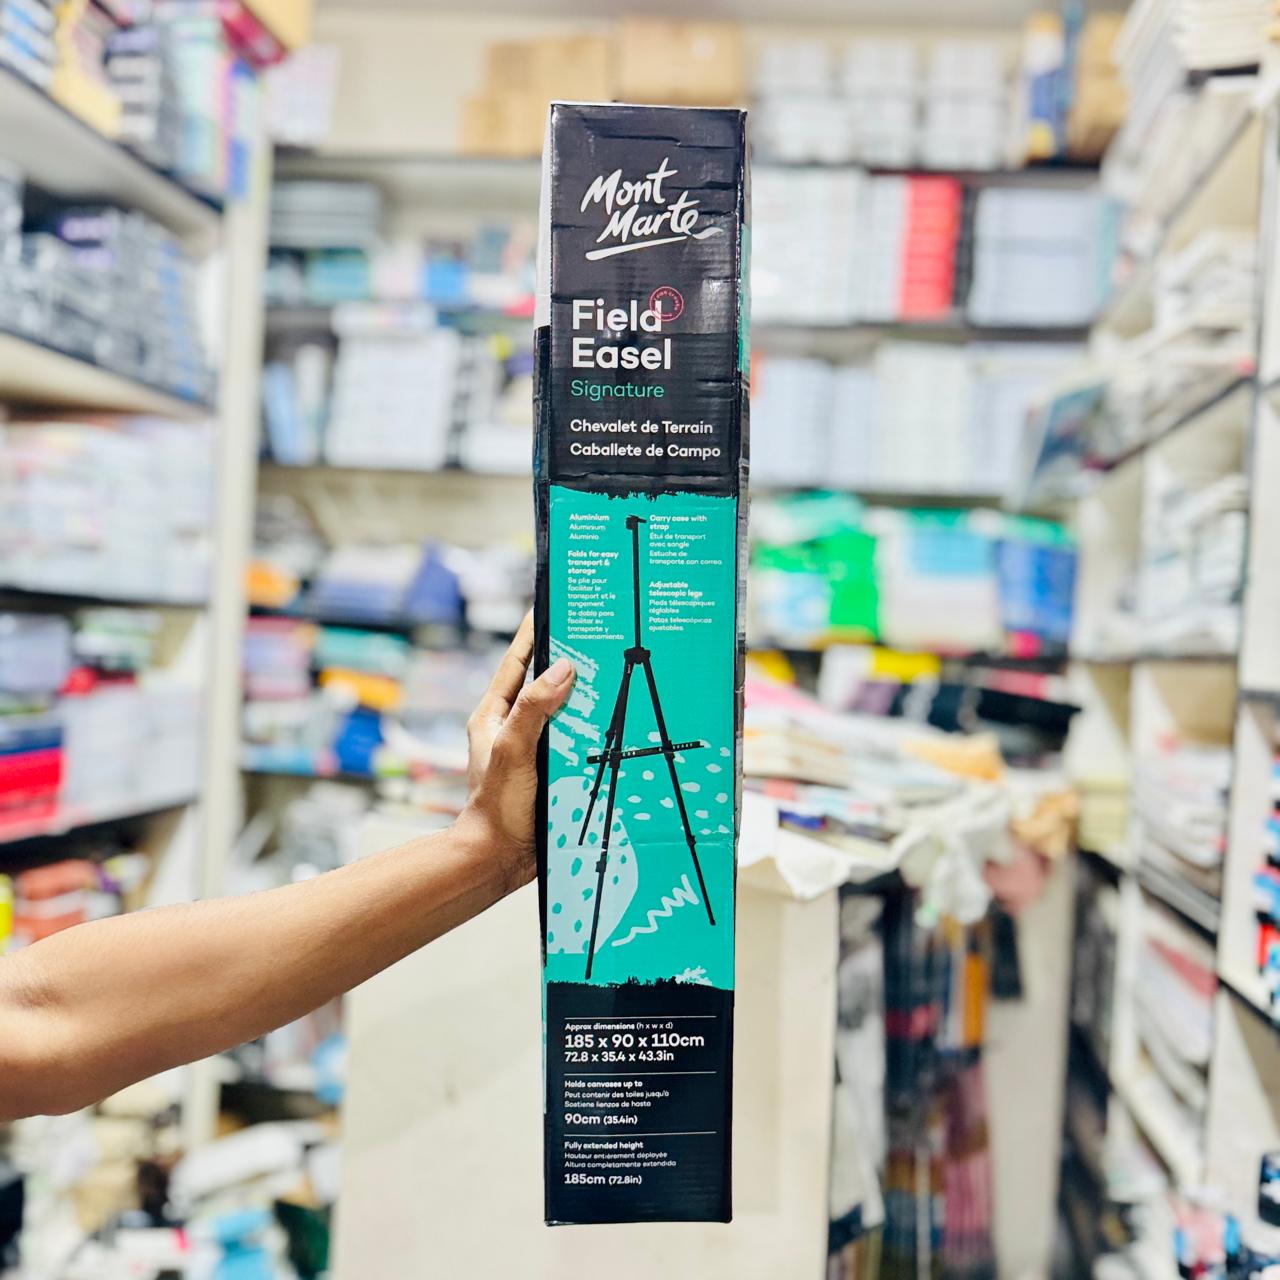 Mont
Marte
Field
Easel
Signature
Chevalet de Terrain
Caballete de Campo
Aluminium
Aluminium
Aluminio
Folds for easy
transport &
storage
Se plie pour
faciliter le
transport et le
rangement
Se dobla para
facilitar su
transporte y
almacenamiento
Carry case with
strap
Étui de transport
avec sangle
Estuche de
transporte con correa
Adjustable
telescopic legs
Pieds télescopiques
réglables
Patas telescópicas
ajustables
Approx dimensions (h x w x d)
185 x 90 x 110cm
72.8 x 35.4 x 43.3in
Holds canvases up to
Peut contenir des toiles jusqu'à
Sostiene lienzos de hasta
90cm (35.4in)
Fully extended height
Hauteur entièrement déployée
Altura completamente extendida
185cm (72.8in)